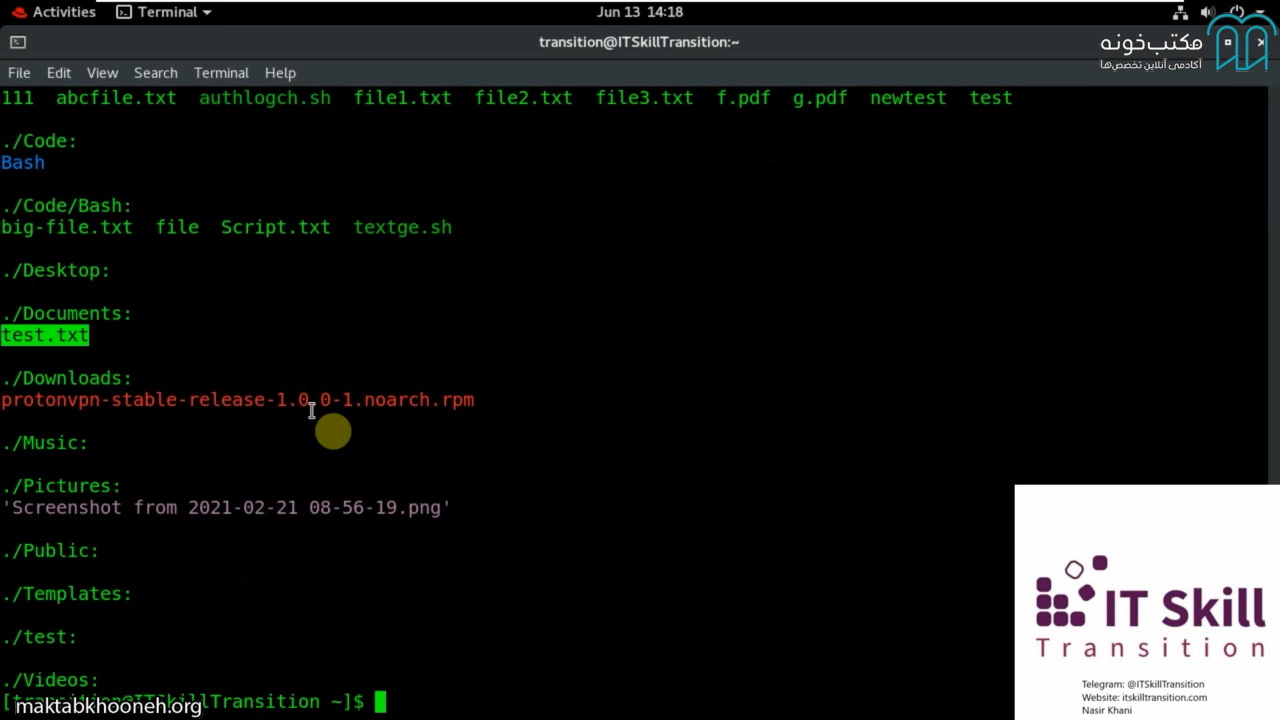 Activities Terminal Jun 13 14:18
transition@ITSkillTransition:~
مکتب‌خونه
آکادمی آنلاین تخصص‌ها
File Edit View Search Terminal Help
111 abcfile.txt authlogch.sh file1.txt file2.txt file3.txt f.pdf g.pdf newtest test
./Code:
Bash
./Code/Bash:
big-file.txt file Script.txt textge.sh
./Desktop:
./Documents:
test.txt
./Downloads:
protonvpn-stable-release-1.0.0-1.noarch.rpm
./Music:
./Pictures:
'Screenshot from 2021-02-21 08-56-19.png'
./Public:
./Templates:
./test:
./Videos:
[transition@ITSkillTransition ~]$
maktabkhooneh.org
IT Skill
Transition
Telegram: @ITSkillTransition
Website: itskilltransition.com
Nasir Khani